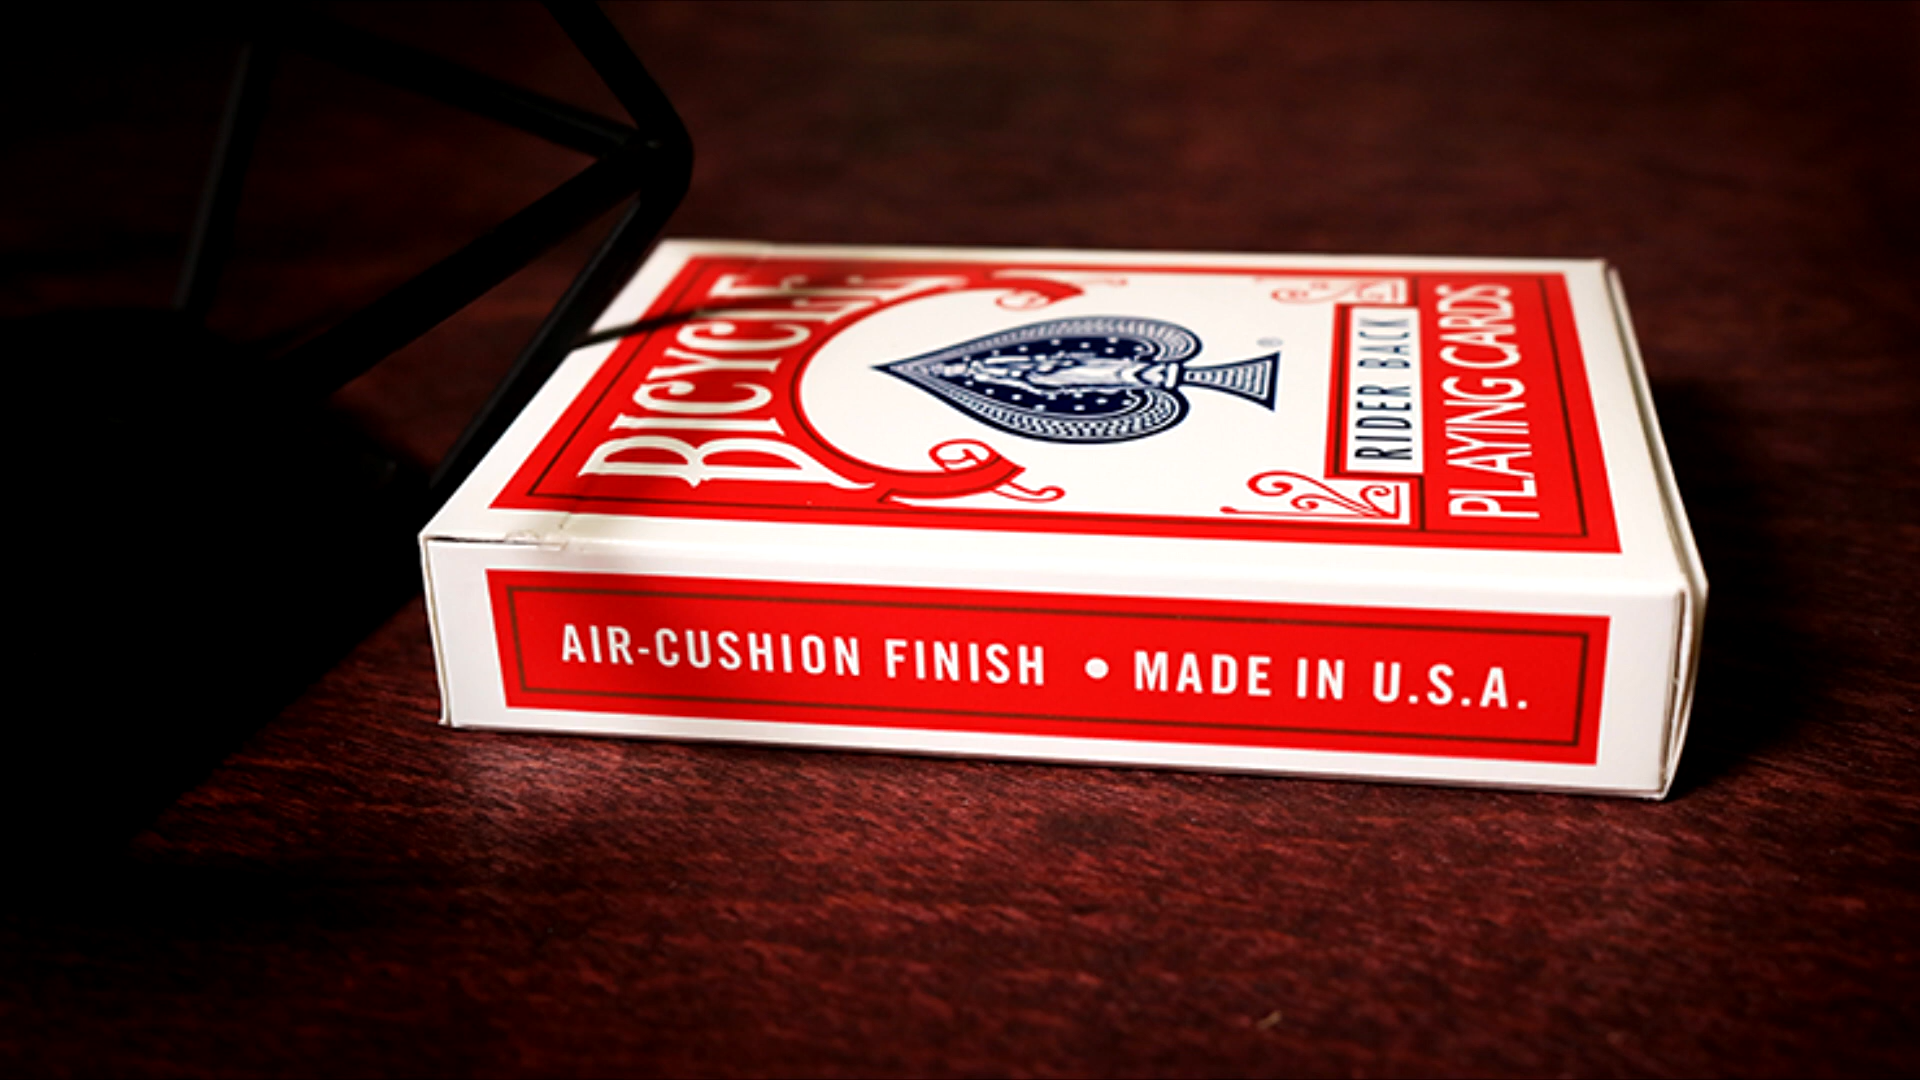 BICYCLE
®
RIDER BACK
PLAYING CARDS
AIR-CUSHION FINISH • MADE IN U.S.A.